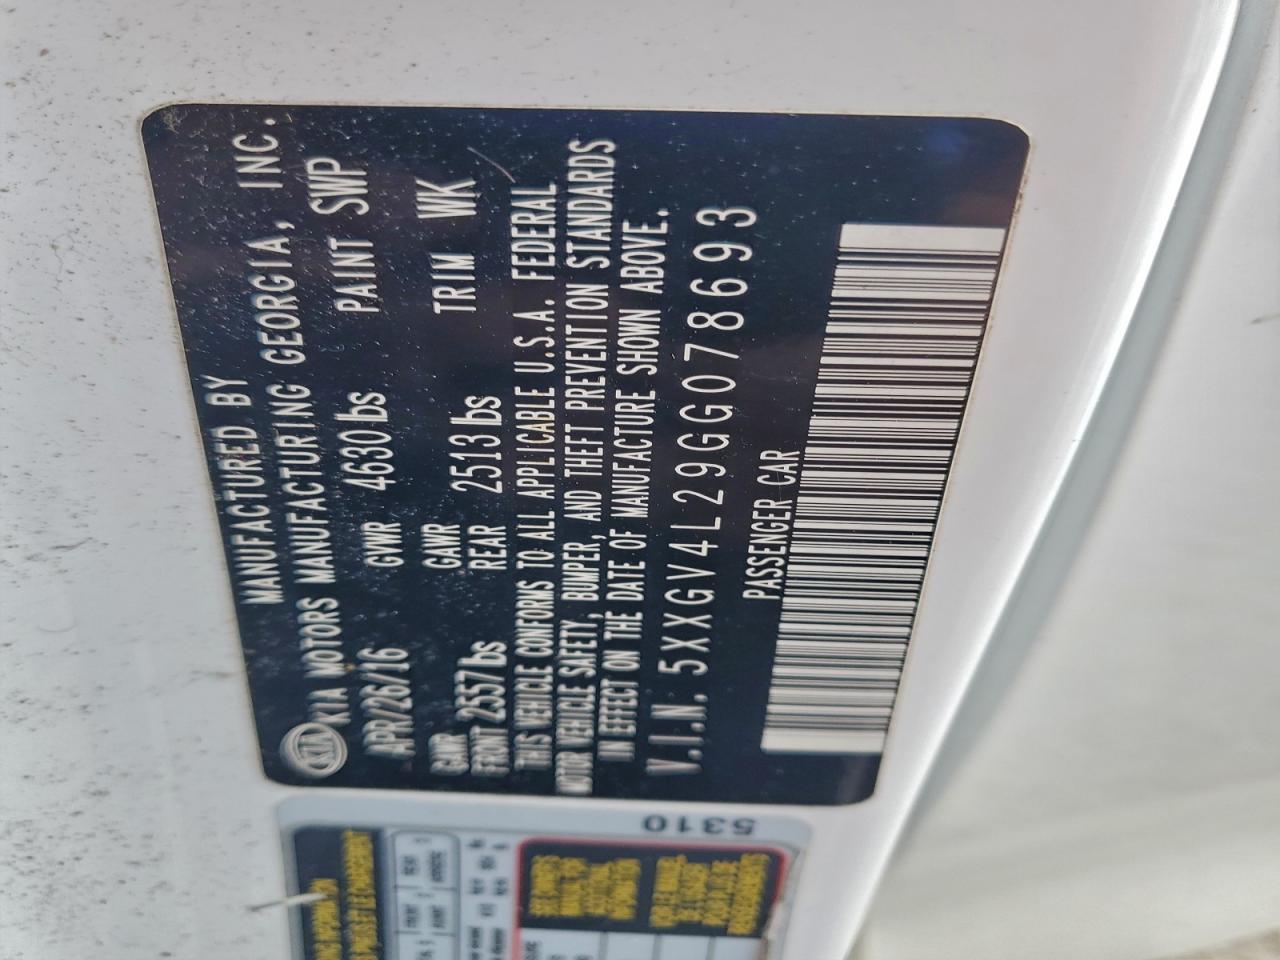 MANUFACTURED BY
KIA KIA MOTORS MANUFACTURING GEORGIA, INC.
APR/26/16 GVWR 4630lbs PAINT SWP
GAWR GAWR
FRONT 2557lbs REAR 2513lbs TRIM WK
THIS VEHICLE CONFORMS TO ALL APPLICABLE U.S.A. FEDERAL
MOTOR VEHICLE SAFETY, BUMPER, AND THEFT PREVENTION STANDARDS
IN EFFECT ON THE DATE OF MANUFACTURE SHOWN ABOVE.
V.I.N. 5XXGV4L29GG078693
PASSENGER CAR
5310